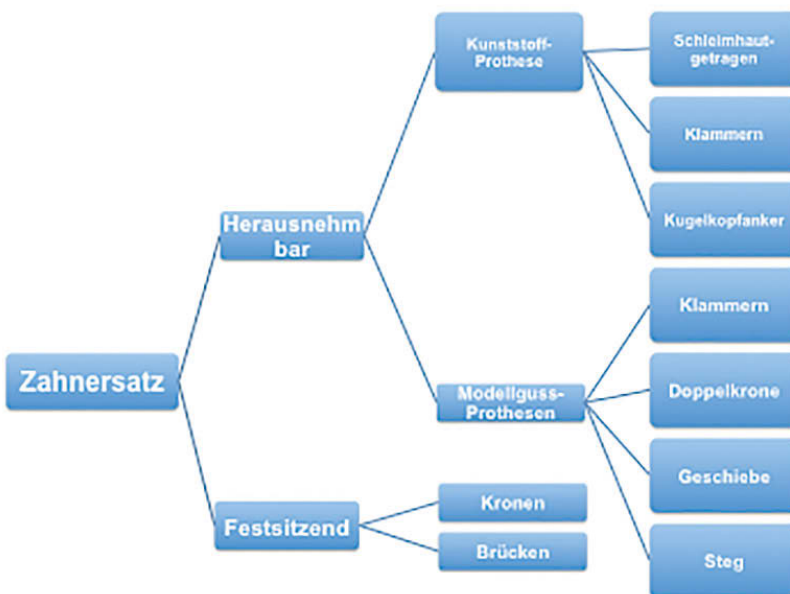 Zahnersatz
Herausnehm
bar
Festsitzend
Kunststoff-
Prothese
Modellguss-
Prothesen
Kronen
Brücken
Schleimhaut-
getragen
Klammern
Kugelkopfanker
Klammern
Doppelkrone
Geschiebe
Steg